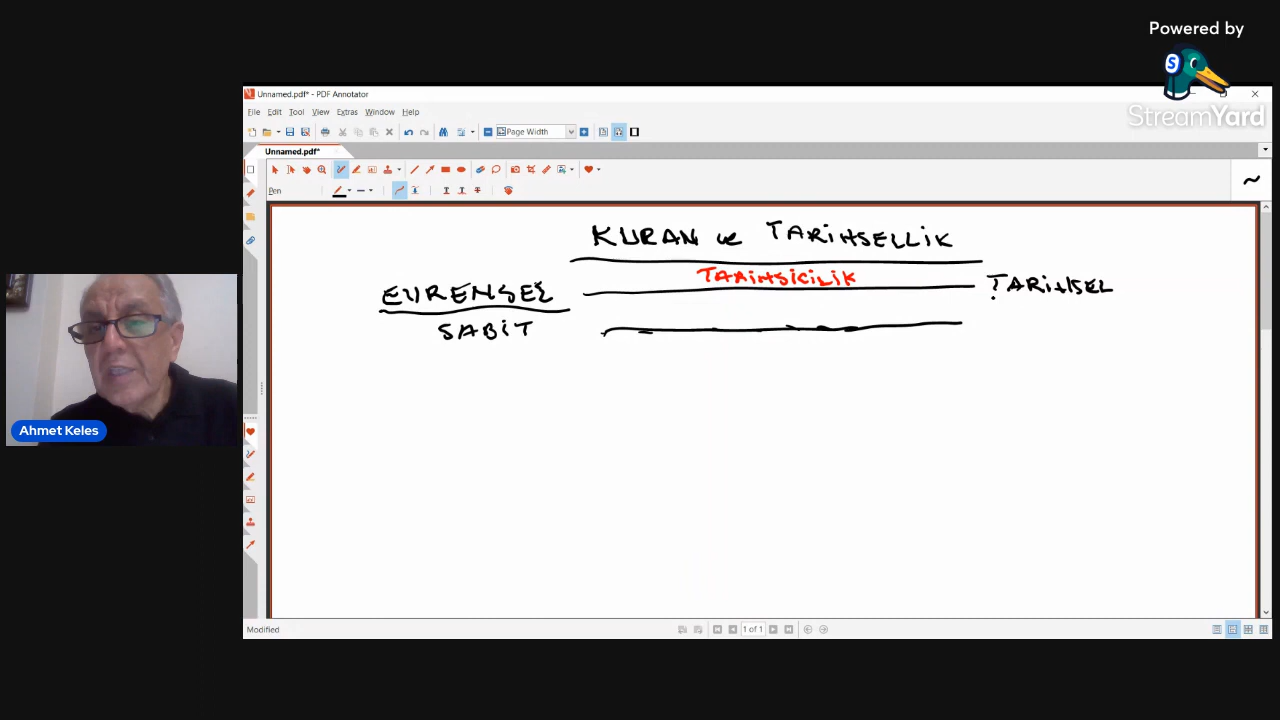 Powered by
StreamYard
Unnamed.pdf* - PDF Annotator
File Edit Tool View Extras Window Help
Page Width
Unnamed.pdf*
Pen
KURAN ve TARİHSELLİK
TARİHSİCİLİK
EVRENSEL
TARİHSEL
SABİT
Ahmet Keles
Modified
1 of 1